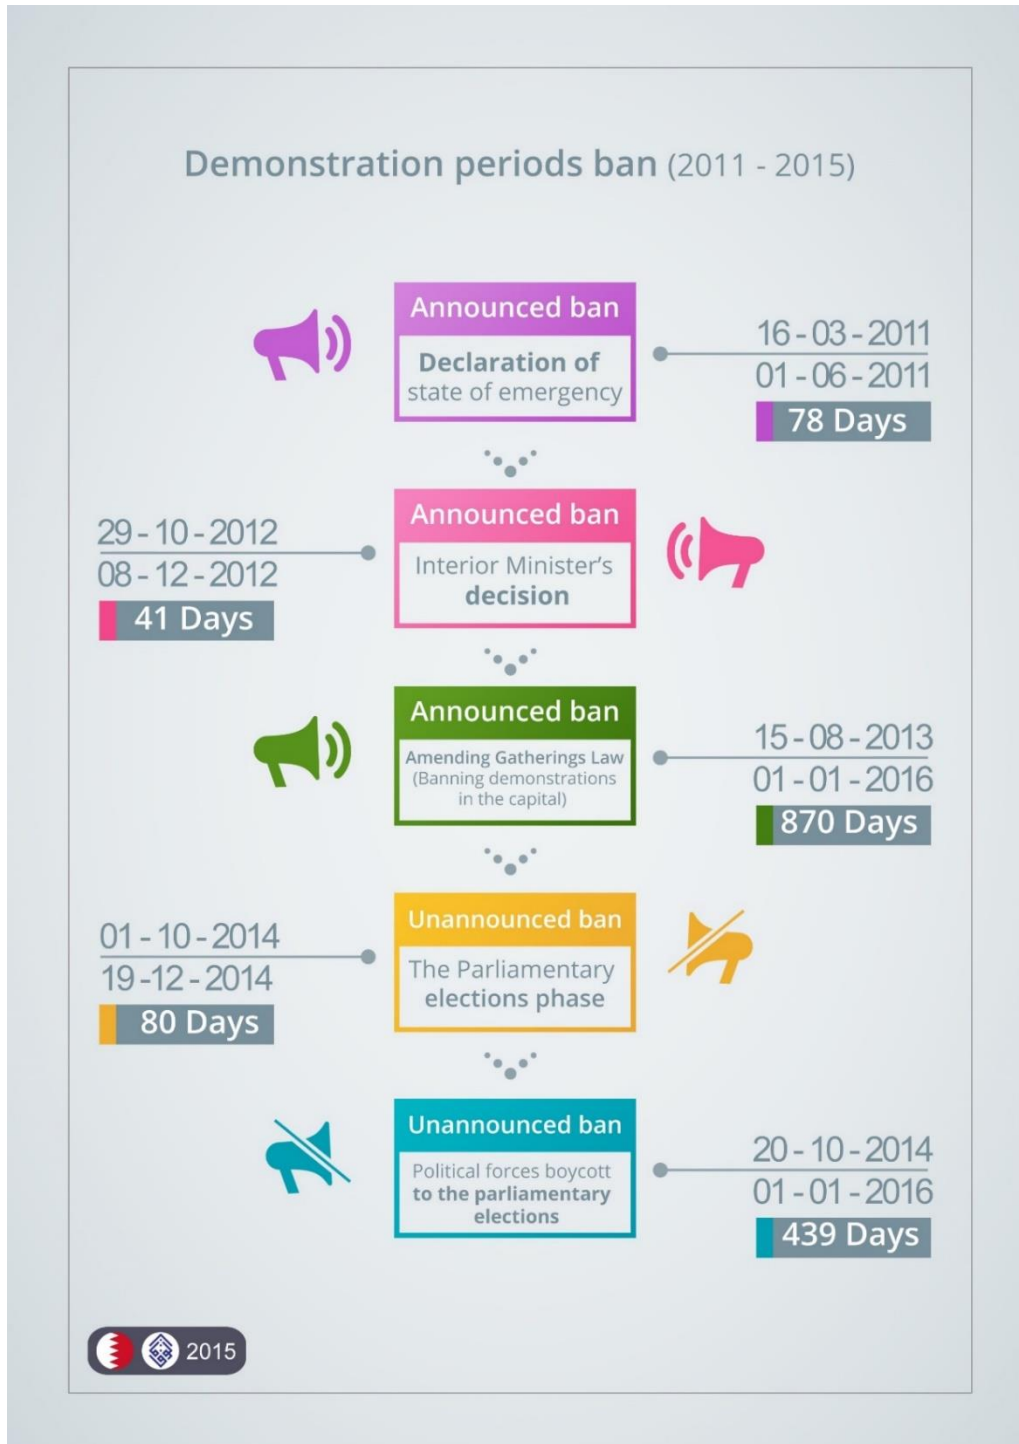 Demonstration periods ban (2011 - 2015)
Announced ban
Declaration of
state of emergency
16 - 03 - 2011
01 - 06 - 2011
78 Days
Announced ban
Interior Minister's
decision
29 - 10 - 2012
08 - 12 - 2012
41 Days
Announced ban
Amending Gatherings Law
(Banning demonstrations
in the capital)
15 - 08 - 2013
01 - 01 - 2016
870 Days
Unannounced ban
The Parliamentary
elections phase
01 - 10 - 2014
19 -12 - 2014
80 Days
Unannounced ban
Political forces boycott
to the parliamentary
elections
20 - 10 - 2014
01 - 01 - 2016
439 Days
2015